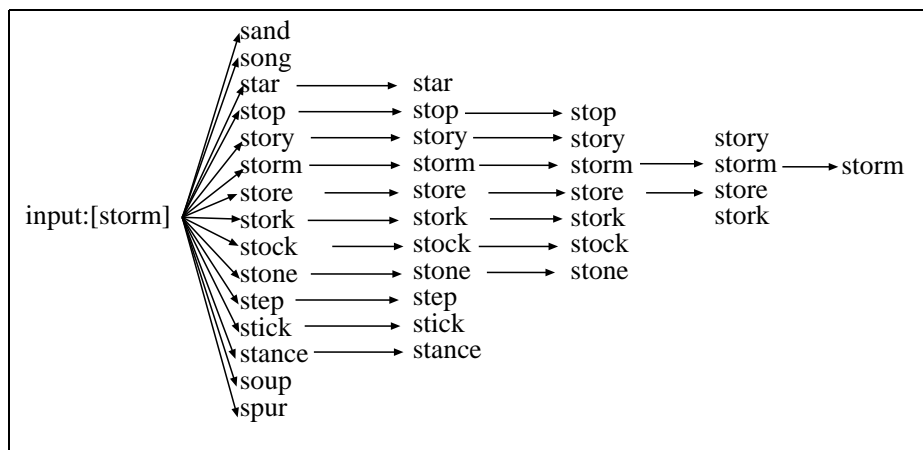 sand
song
star star
stop stop stop
story story story story
storm storm storm storm storm
store store store store
input:[storm] stork stork stork stork
stock stock stock
stone stone stone
step step
stick stick
stance stance
soup
spur